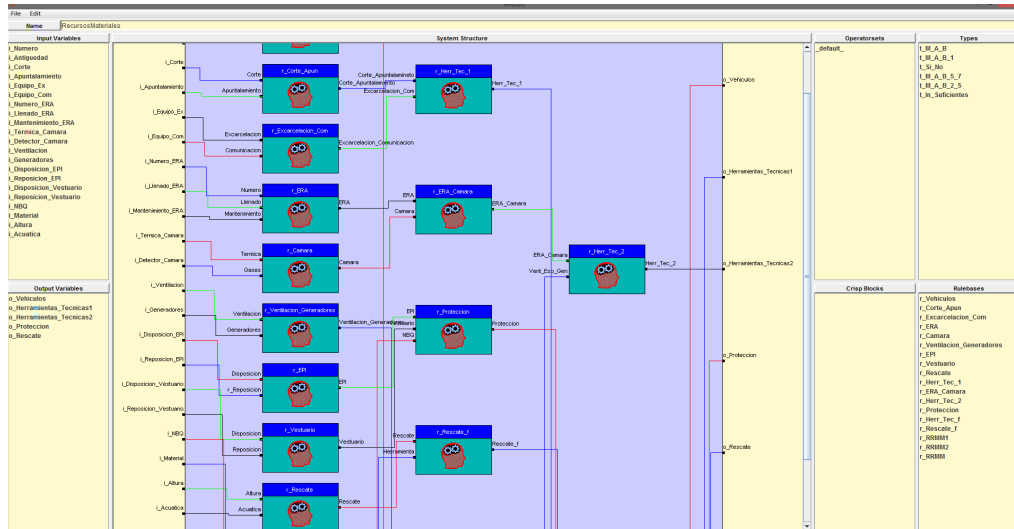 File Edit
Name RecursosMateriales
Input Variables
i_Numero
i_Antiguedad
i_Corte
i_Apuntalamiento
i_Equipo_Ex
i_Equipo_Com
i_Numero_ERA
i_Llenado_ERA
i_Mantenimiento_ERA
i_Termica_Camara
i_Detector_Camara
i_Ventilacion
i_Generadores
i_Disposicion_EPI
i_Reposicion_EPI
i_Disposicion_Vestuario
i_Reposicion_Vestuario
i_NBQ
i_Material
i_Altura
i_Acuatica
Output Variables
o_Vehiculos
o_Herramientas_Tecnicas1
o_Herramientas_Tecnicas2
o_Proteccion
o_Rescate
System Structure
i_Corte
i_Apuntalamiento
i_Equipo_Ex
i_Equipo_Com
i_Numero_ERA
i_Llenado_ERA
i_Mantenimiento_ERA
i_Termica_Camara
i_Detector_Camara
i_Ventilacion
i_Generadores
i_Disposicion_EPI
i_Reposicion_EPI
i_Disposicion_Vestuario
i_Reposicion_Vestuario
i_NBQ
i_Material
i_Altura
i_Acuatica
r_Corte_Apun
Corte
Apuntalamiento
Corte_Apuntalamiento
r_Excarcelacion_Com
Excarcelacion
Comunicacion
Excarcelacion_Comunicacion
r_ERA
Numero
Llenado
Mantenimiento
ERA
r_Camara
Termica
Gases
Camara
r_Ventilacion_Generadores
Ventilacion
Generadores
Ventilacion_Generadores
r_EPI
Disposicion
r_Reposicion
EPI
r_Vestuario
Disposicion
Reposicion
Vestuario
r_Rescate
Altura
Acuatica
Rescate
r_Herr_Tec_1
Corte_Apuntalamiento
Excarcelacion_Com
Herr_Tec_1
r_ERA_Camara
ERA
Camara
ERA_Camara
r_Proteccion
EPI
NBQ
Proteccion
r_Rescate_f
Rescate
Herramienta
Rescate_f
r_Herr_Tec_2
ERA_Camara
Herr_Tec_2
o_Vehiculos
o_Herramientas_Tecnicas1
o_Herramientas_Tecnicas2
o_Proteccion
o_Rescate
Operatorsets
_default_
Crisp Blocks
Types
t_M_A_B
t_M_A_B_1
t_Si_No
t_M_A_B_5_7
t_M_A_B_2_5
t_In_Suficientes
Rulebases
r_Vehiculos
r_Corte_Apun
r_Excarcelacion_Com
r_ERA
r_Camara
r_Ventilacion_Generadores
r_EPI
r_Vestuario
r_Rescate
r_Herr_Tec_1
r_ERA_Camara
r_Herr_Tec_2
r_Proteccion
r_Herr_Tec_f
r_Rescate_f
r_RRMM1
r_RRMM2
r_RRMM